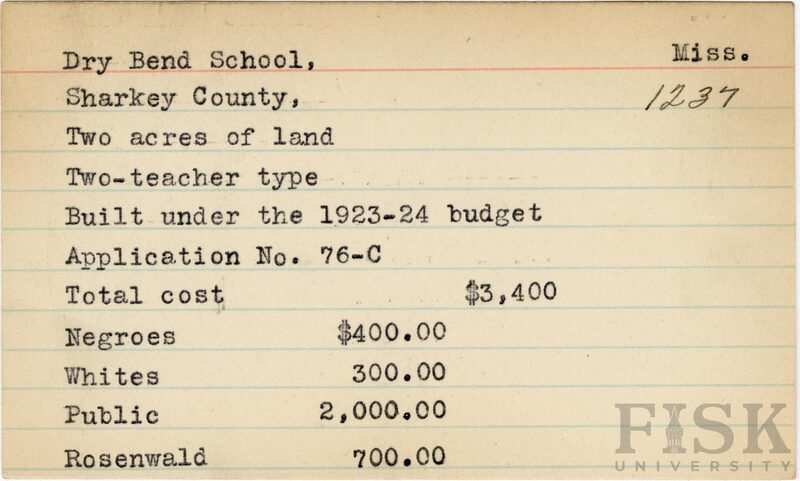 Dry Bend School, Miss.
Sharkey County, 1237
Two acres of land
Two-teacher type
Built under the 1923-24 budget
Application No. 76-C
Total cost $3,400
Negroes $400.00
Whites 300.00
Public 2,000.00
Rosenwald 700.00
FISK
UNIVERSITY